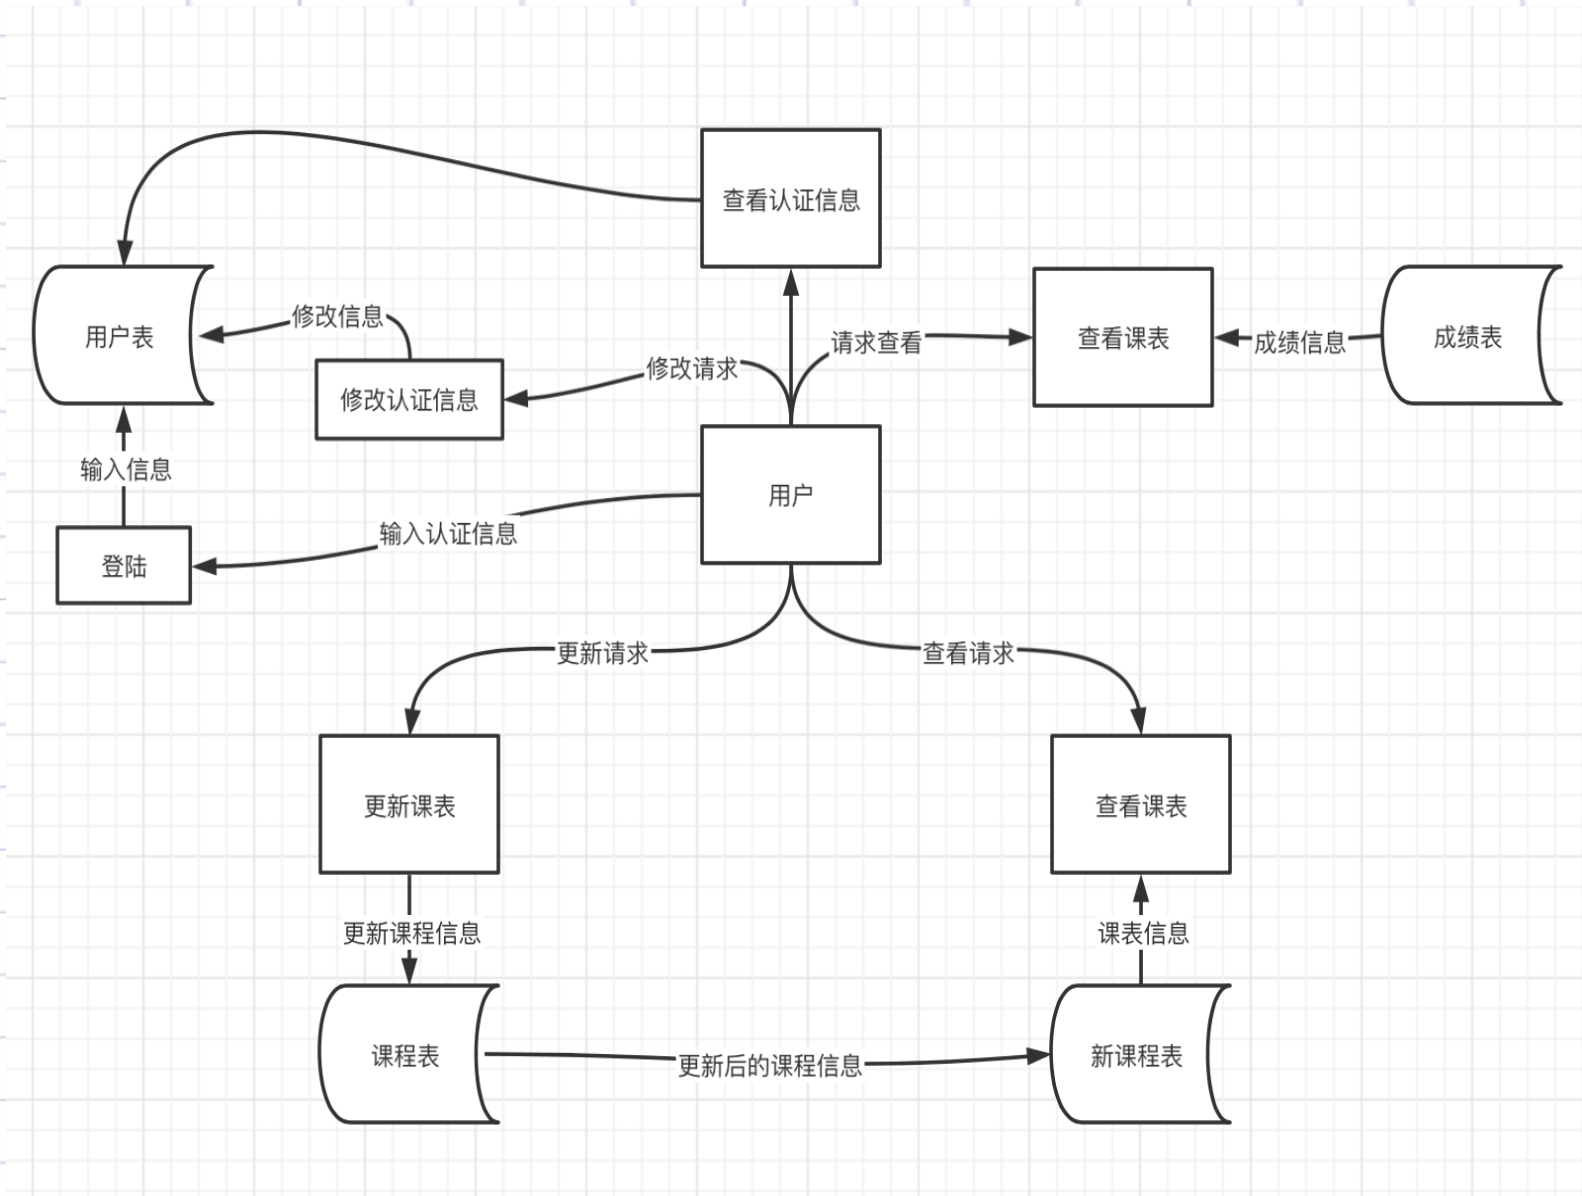 查看认证信息
用户表
修改信息
请求查看
查看课表
成绩信息
成绩表
修改请求
修改认证信息
输入信息
用户
输入认证信息
登陆
更新请求
查看请求
更新课表
查看课表
更新课程信息
课表信息
课程表
更新后的课程信息
新课程表